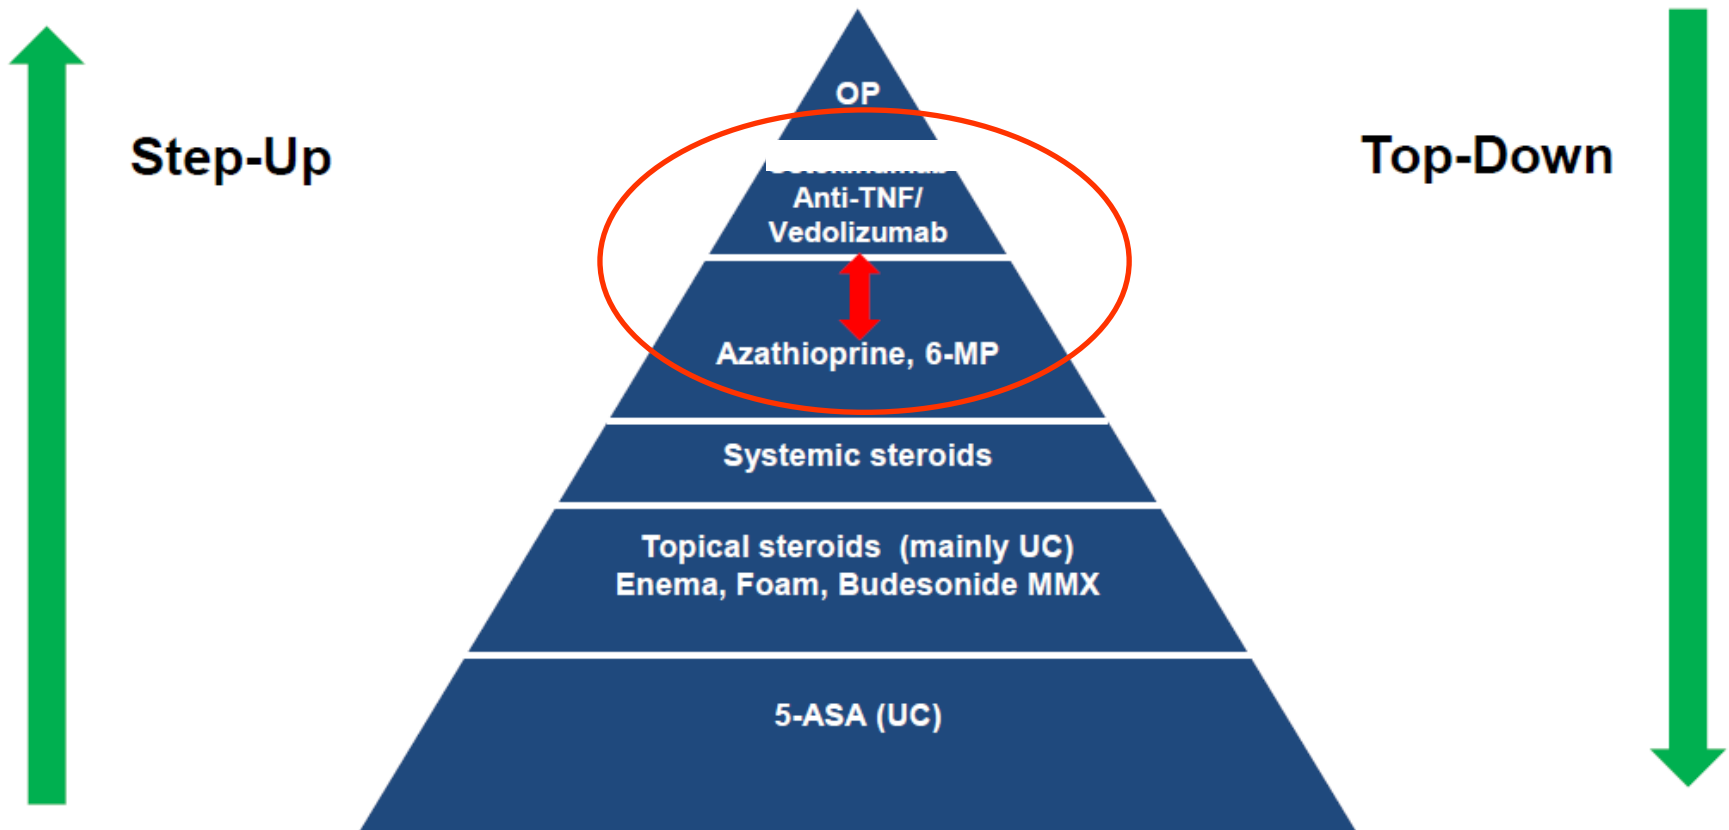 OP
Step-Up
Top-Down
Anti-TNF/
Vedolizumab
Azathioprine, 6-MP
Systemic steroids
Topical steroids  (mainly UC)
Enema, Foam, Budesonide MMX
5-ASA (UC)